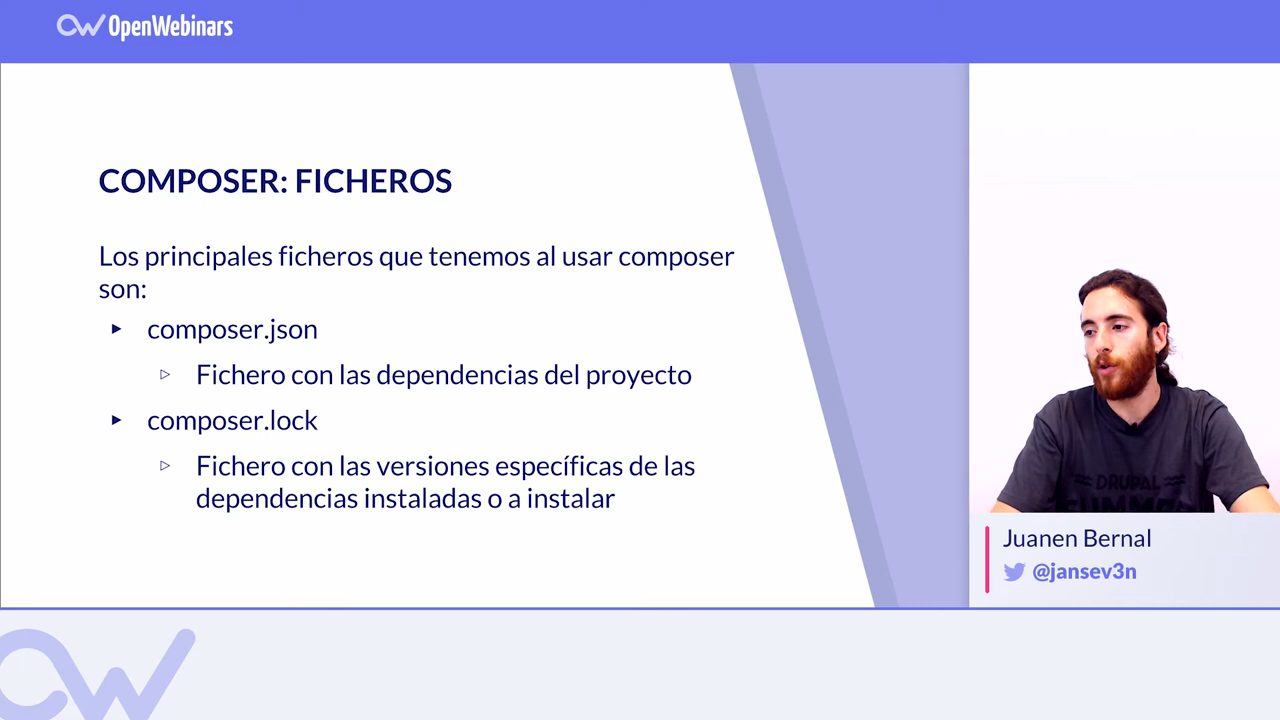 OpenWebinars
COMPOSER: FICHEROS
Los principales ficheros que tenemos al usar composer
son:
composer.json
Fichero con las dependencias del proyecto
composer.lock
Fichero con las versiones específicas de las
dependencias instaladas o a instalar
DRUPAL
Juanen Bernal
@jansev3n